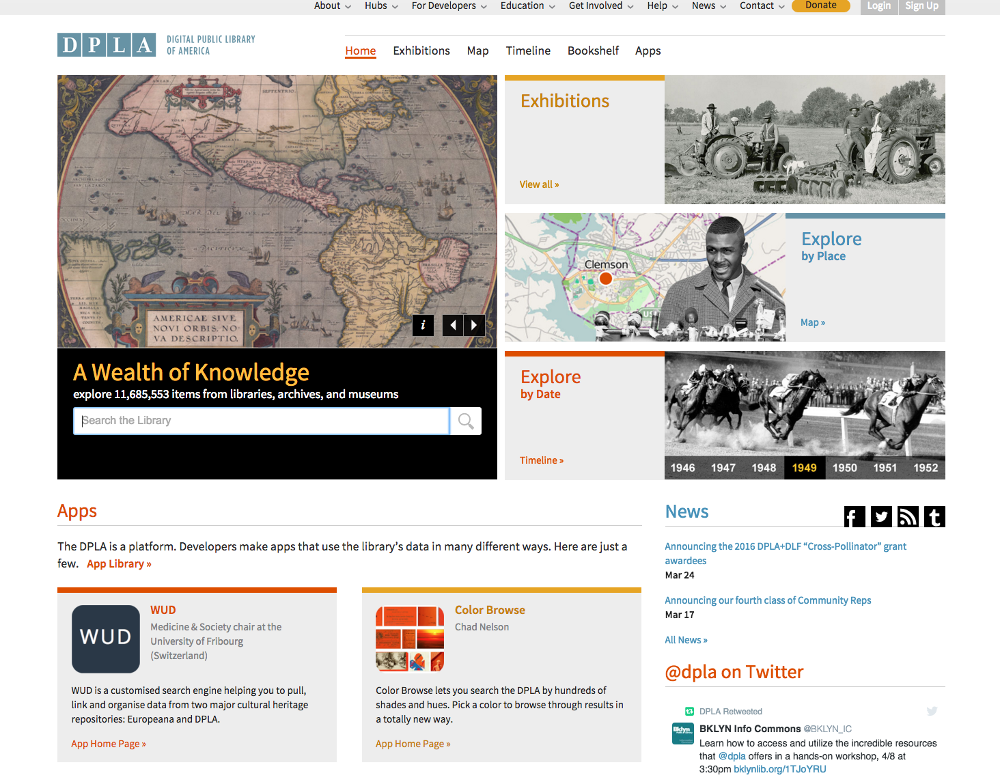 About
Hubs
For Developers
Education
Get Involved
Help
News
Contact
Donate
Login
Sign Up
DPLA
DIGITAL PUBLIC LIBRARY
OF AMERICA
Home
Exhibitions
Map
Timeline
Bookshelf
Apps
SEPTENTRIO.
HISPANIA
AMERICAE SIVE
NOVI ORBIS, NO-
VA DESCRIPTIO.
i
A Wealth of Knowledge
explore 11,685,553 items from libraries, archives, and museums
Search the Library
Exhibitions
View all »
Clemson
US
Explore
by Place
Map »
Explore
by Date
Timeline »
1946 1947 1948 1949 1950 1951 1952
Apps
The DPLA is a platform. Developers make apps that use the library’s data in many different ways. Here are just a
few. App Library »
WUD
WUD
Medicine & Society chair at the
University of Fribourg
(Switzerland)
WUD is a customised search engine helping you to pull,
link and organise data from two major cultural heritage
repositories: Europeana and DPLA.
App Home Page »
Color Browse
Chad Nelson
Color Browse lets you search the DPLA by hundreds of
shades and hues. Pick a color to browse through results in
a totally new way.
App Home Page »
News
Announcing the 2016 DPLA+DLF “Cross-Pollinator” grant
awardees
Mar 24
Announcing our fourth class of Community Reps
Mar 17
All News »
@dpla on Twitter
DPLA Retweeted
Bklyn
BKLYN Info Commons @BKLYN_IC
Learn how to access and utilize the incredible resources
that @dpla offers in a hands-on workshop, 4/8 at
3:30pm bklynlib.org/1TJoYRU